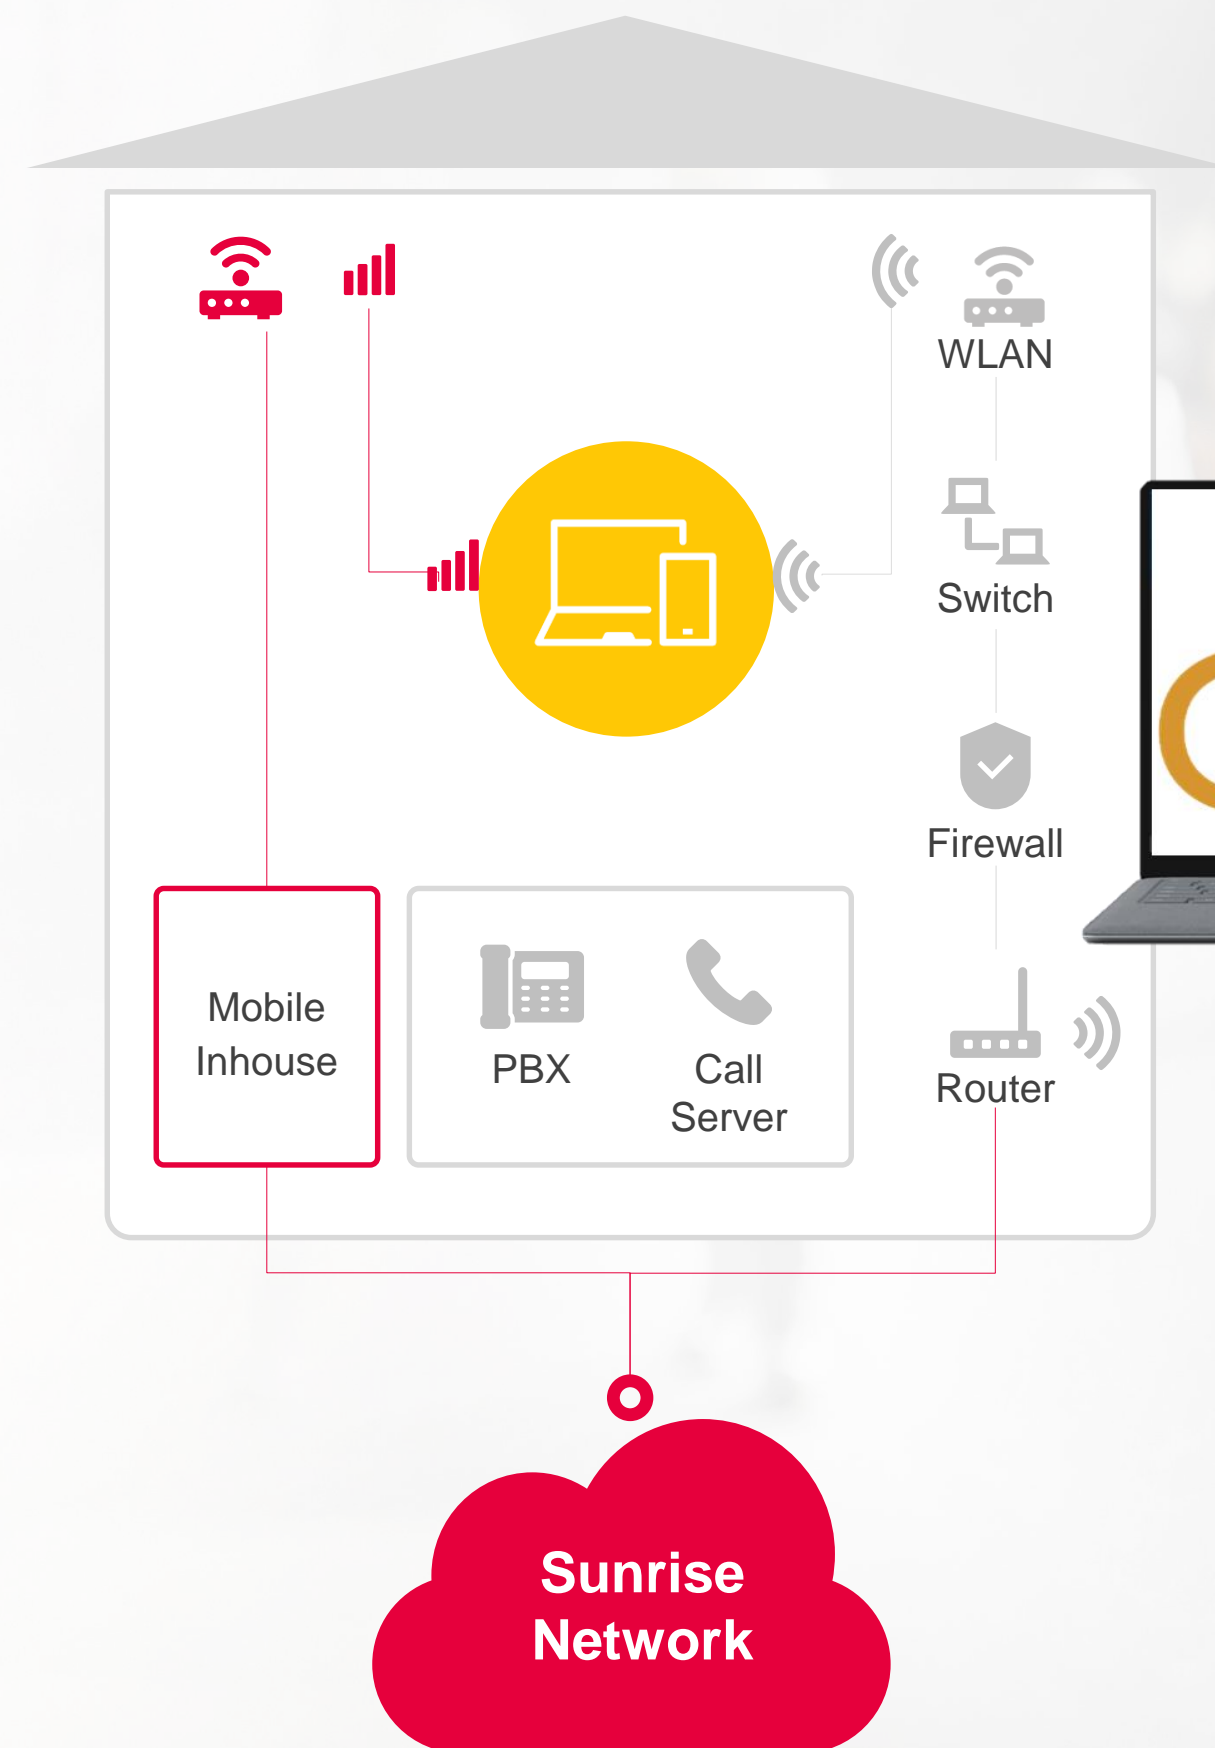 WLAN
Switch
Firewall
Mobile
Inhouse
PBX
Call
Server
Router
Sunrise
Network